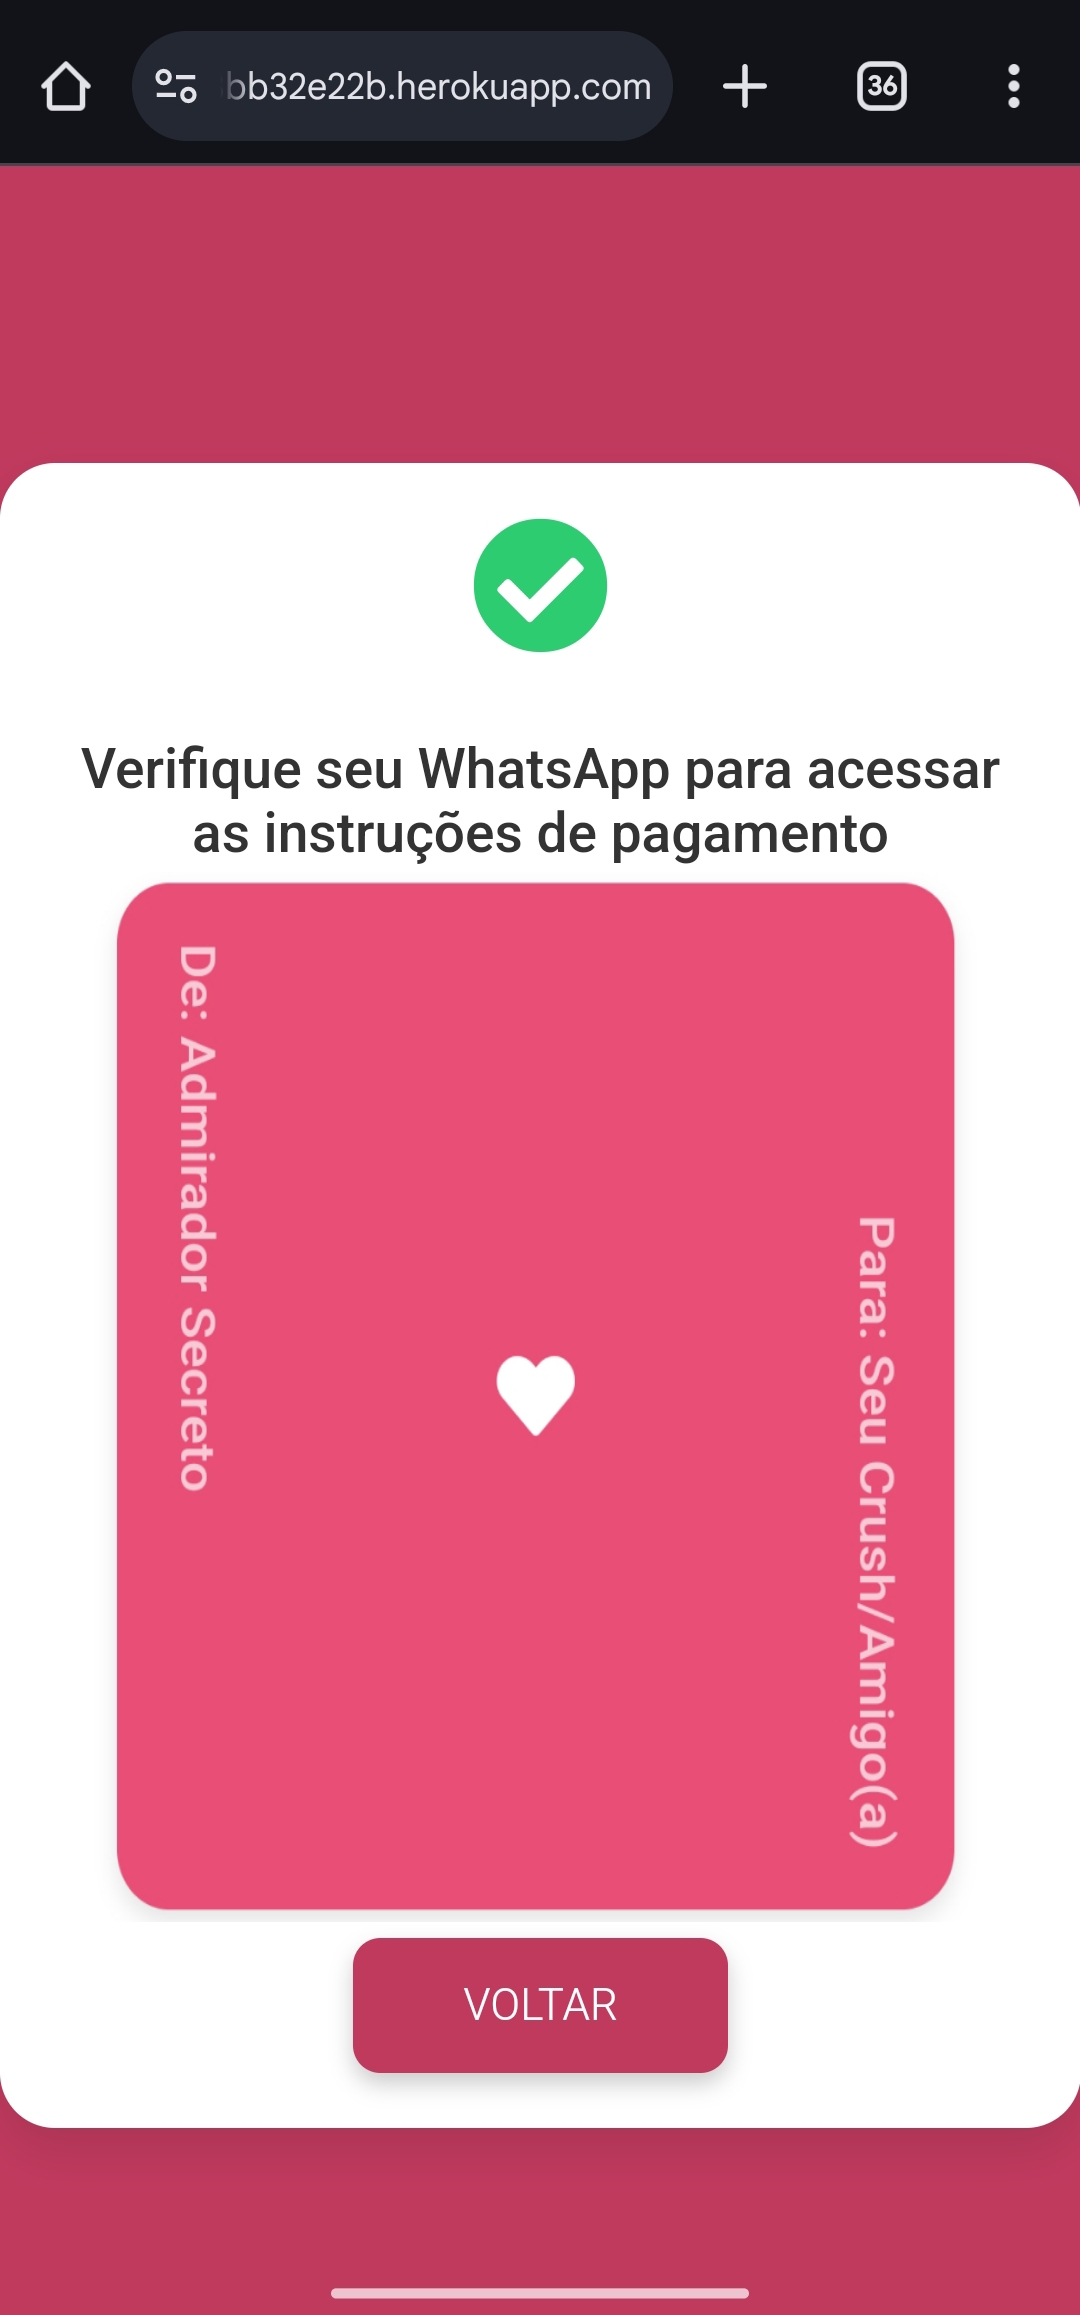 bb32e22b.herokuapp.com
36
Verifique seu WhatsApp para acessar
as instruções de pagamento
De: Admirador Secreto
Para: Seu Crush/Amigo(a)
VOLTAR